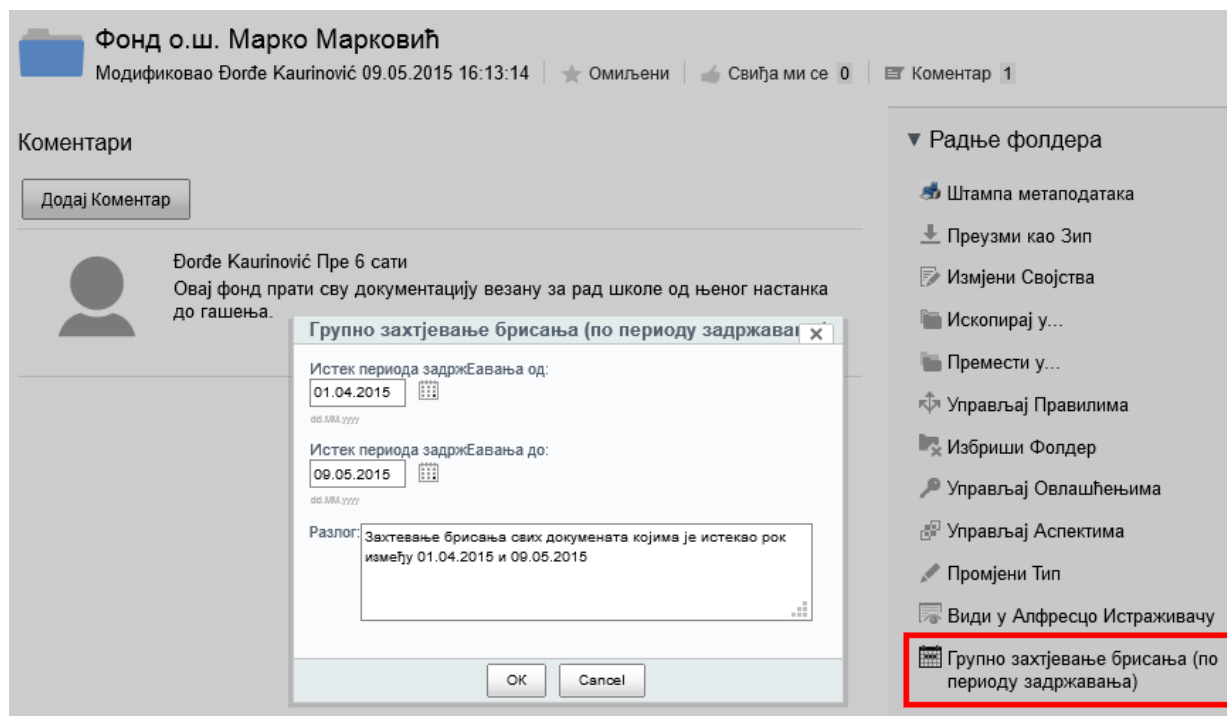 Фонд о.ш. Марко Марковић
Модификовао Đorđe Kaurinović 09.05.2015 16:13:14 Омиљени Свиђа ми се 0 Коментар 1
Коментари
Додај Коментар
Đorđe Kaurinović Пре 6 сати
Овај фонд прати сву документацију везану за рад школе од њеног настанка
до гашења.
Групно захтјевање брисања (по периоду
Истек периода задржЕавања од:
01.04.2015
dd.MM.yyyy
Истек периода задржЕавања до:
09.05.2015
dd.MM.yyyy
Разлог:
Захтевање брисања свих докумената којима је истекао рок
између 01.04.2015 и 09.05.2015
OK Cancel
Радње фолдера
Штампа метаподатака
Преузми као Зип
Измјени Својства
Ископирај у...
Премести у...
Управљај Правилима
Избриши Фолдер
Управљај Овлашћењима
Управљај Аспектима
Промјени Тип
Види у Алфресцо Истраживачу
Групно захтјевање брисања (по
периоду задржавања)